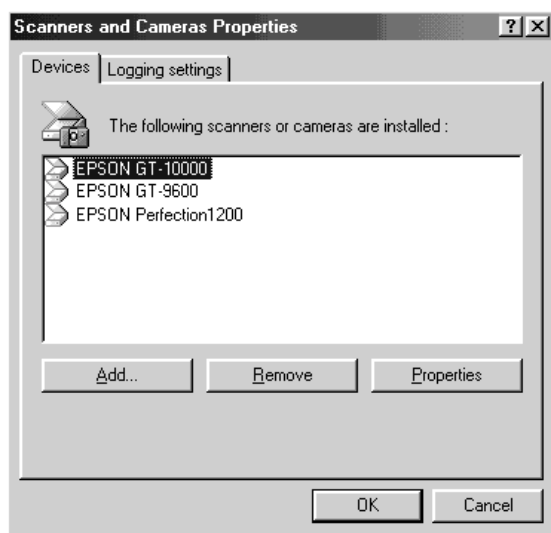 Scanners and Cameras Properties
Devices
Logging settings
The following scanners or cameras are installed :
EPSON GT-10000
EPSON GT-9600
EPSON Perfection1200
Add...
Remove
Properties
OK
Cancel